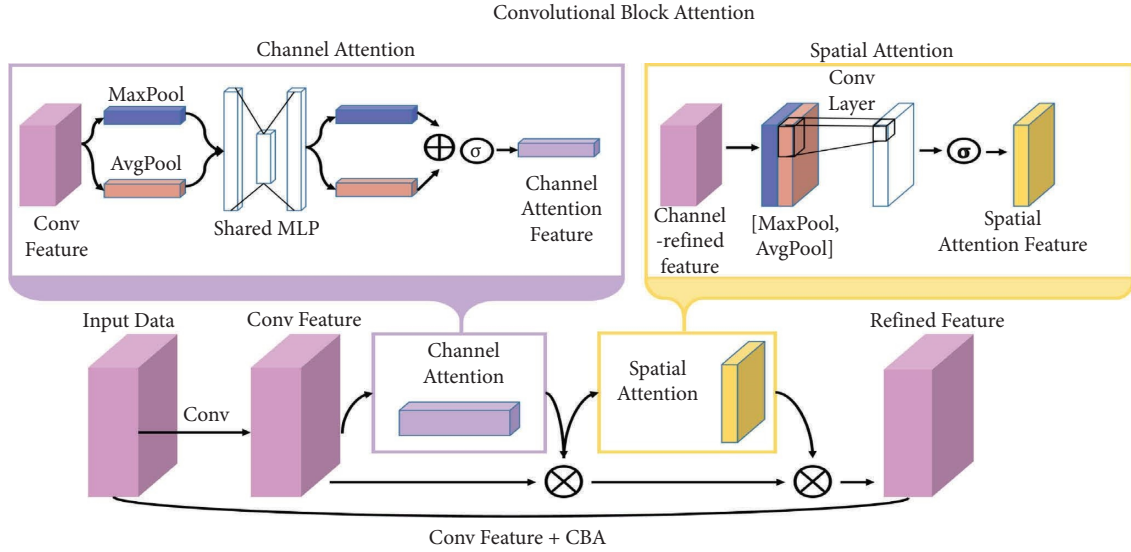 Convolutional Block Attention
Channel Attention
MaxPool
AvgPool
Conv
Feature
Shared MLP
σ
Channel
Attention
Feature
Spatial Attention
Conv
Layer
Channel
-refined
feature
[MaxPool,
AvgPool]
σ
Spatial
Attention Feature
Input Data
Conv
Conv Feature
Channel
Attention
Spatial
Attention
Refined Feature
Conv Feature + CBA